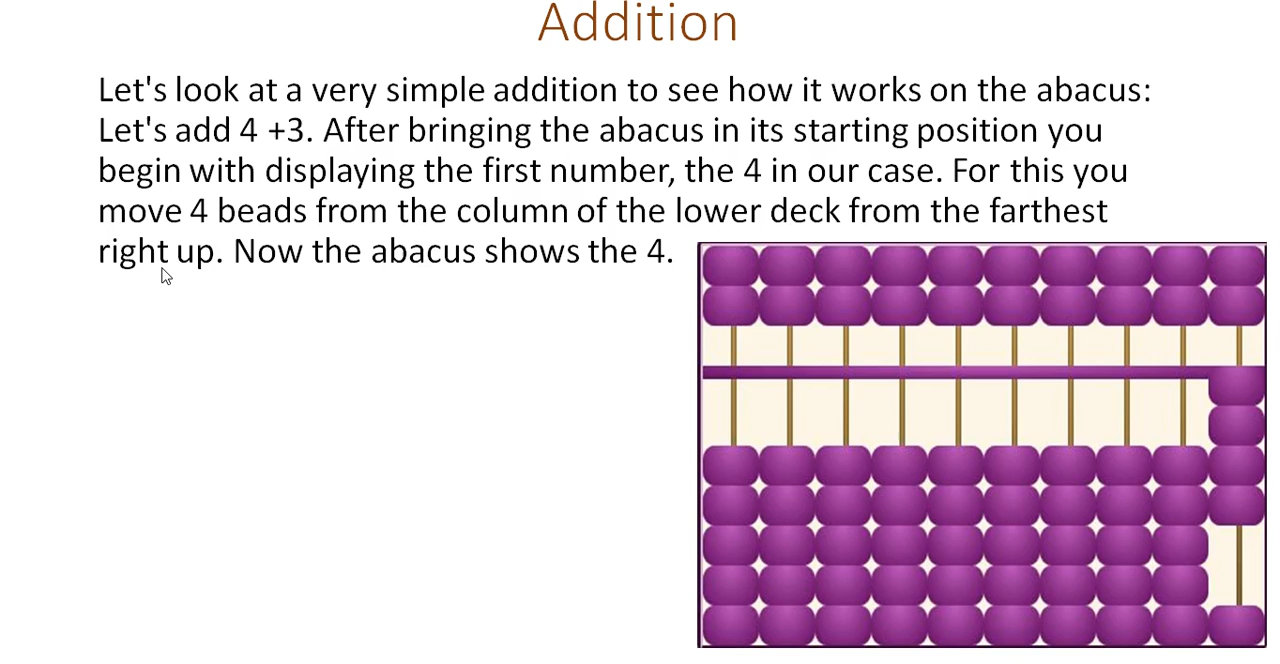 Addition
Let's look at a very simple addition to see how it works on the abacus:
Let's add 4 +3. After bringing the abacus in its starting position you
begin with displaying the first number, the 4 in our case. For this you
move 4 beads from the column of the lower deck from the farthest
right up. Now the abacus shows the 4.